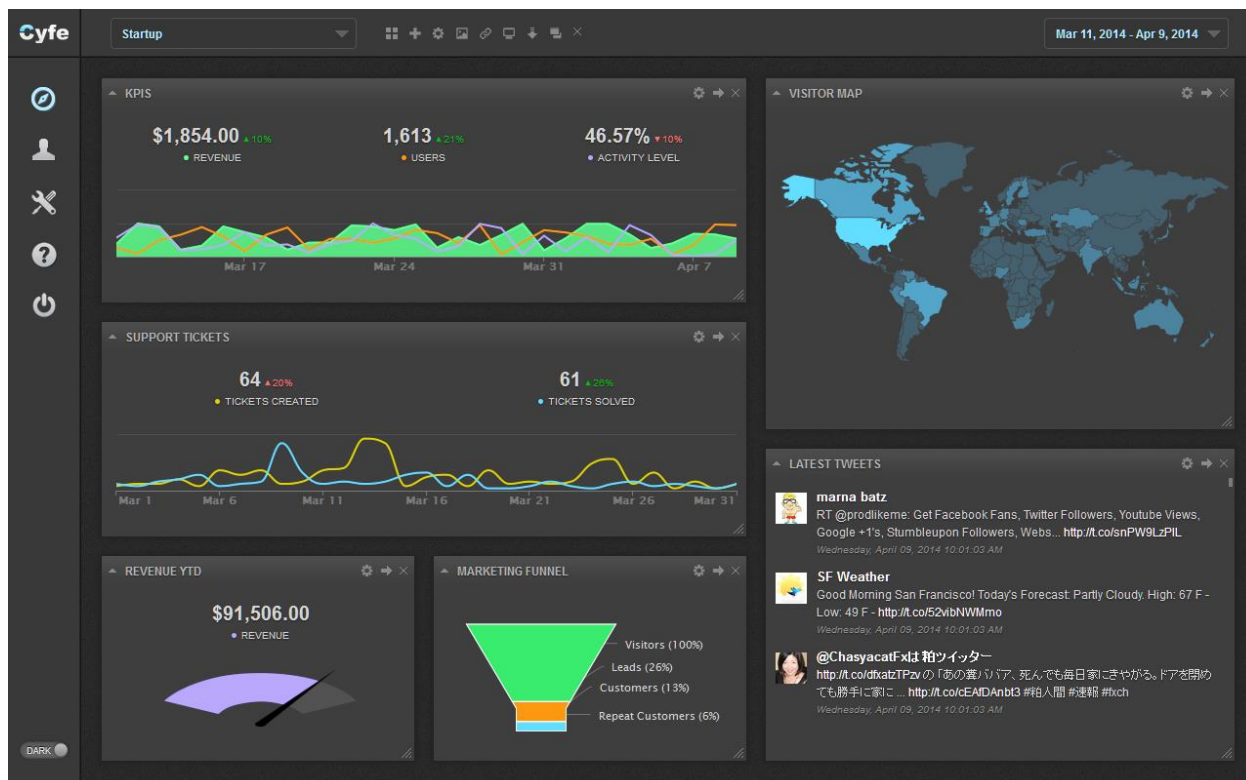 Cyfe
Startup
Mar 11, 2014 - Apr 9, 2014
KPIS
$1,854.00 ▲10%
REVENUE
1,613 ▲21%
USERS
46.57% ▼10%
ACTIVITY LEVEL
Mar 17 Mar 24 Mar 31 Apr 7
VISITOR MAP
SUPPORT TICKETS
64 ▲20%
TICKETS CREATED
61 ▲26%
TICKETS SOLVED
Mar 1 Mar 6 Mar 11 Mar 16 Mar 21 Mar 26 Mar 31
REVENUE YTD
$91,506.00
REVENUE
MARKETING FUNNEL
Visitors (100%)
Leads (26%)
Customers (13%)
Repeat Customers (6%)
LATEST TWEETS
marna batz
RT @prodlikeme: Get Facebook Fans, Twitter Followers, Youtube Views,
Google +1's, Stumbleupon Followers, Webs... http://t.co/snPW9LzPIL
Wednesday, April 09, 2014 10:01:03 AM
SF Weather
Good Morning San Francisco! Today's Forecast: Partly Cloudy. High: 67 F -
Low: 49 F - http://t.co/52vibNWMmo
Wednesday, April 09, 2014 10:01:03 AM
@ChasyacatFxは 粕ツイッター
http://t.co/dfxatzTPzv の 「あの糞ババア、死んでも毎日家にきやがる。ドアを閉め
ても勝手に家に ... http://t.co/cEAfDAnbt3 #粕人間 #速報 #fxch
Wednesday, April 09, 2014 10:01:03 AM
DARK